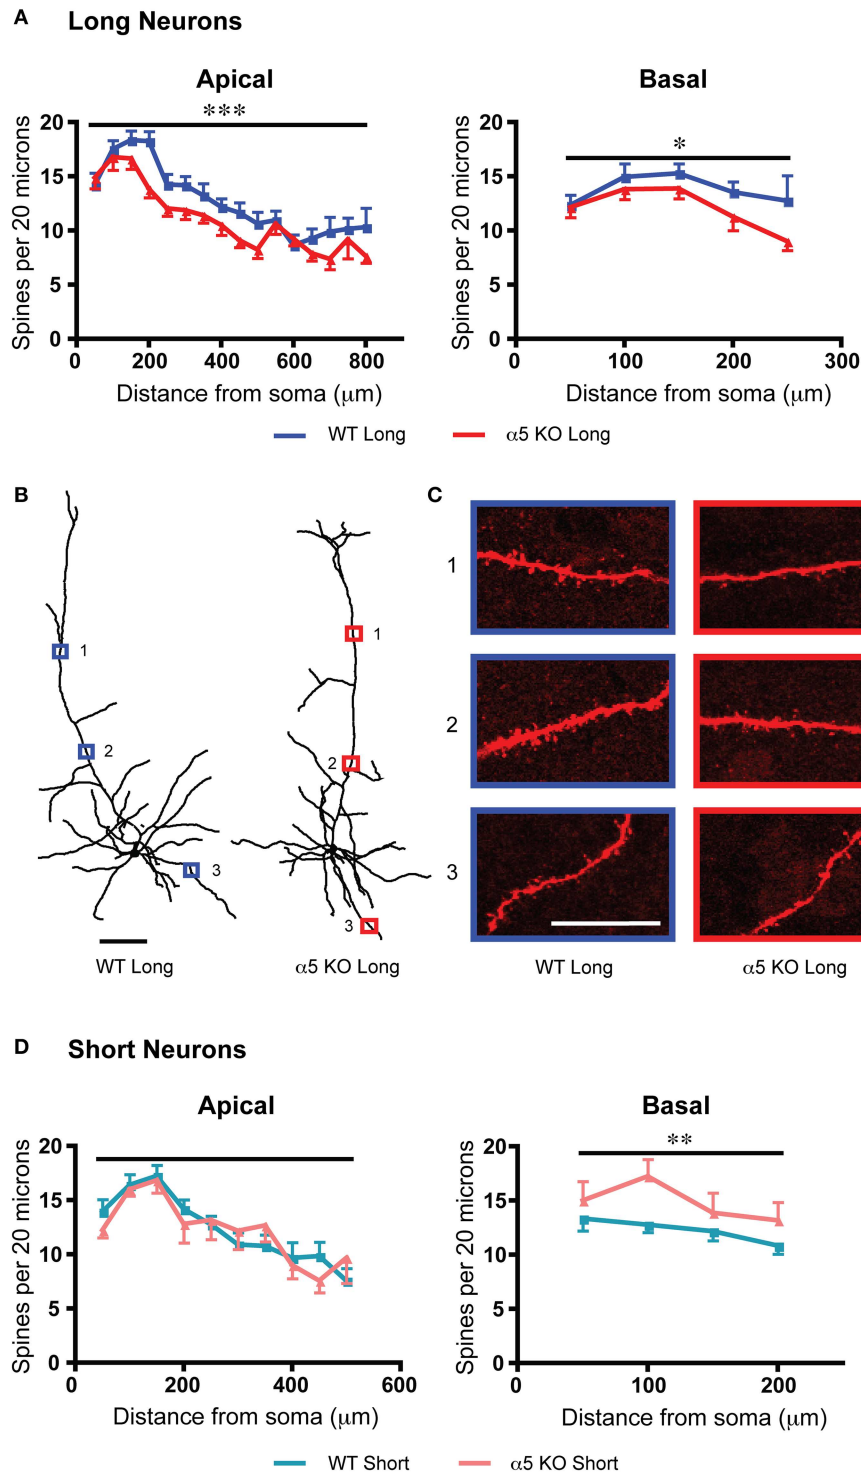 A Long Neurons
Apical
Basal
***
*
Spines per 20 microns
20
15
10
5
0
0 200 400 600 800
Distance from soma (μm)
Spines per 20 microns
20
15
10
5
0
0 100 200 300
Distance from soma (μm)
WT Long
α5 KO Long
B
1
2
3
WT Long
1
2
3
α5 KO Long
C
1
2
3
WT Long
α5 KO Long
D Short Neurons
Apical
Basal
**
Spines per 20 microns
20
15
10
5
0
0 200 400 600
Distance from soma (μm)
Spines per 20 microns
20
15
10
5
0
0 100 200
Distance from soma (μm)
WT Short
α5 KO Short